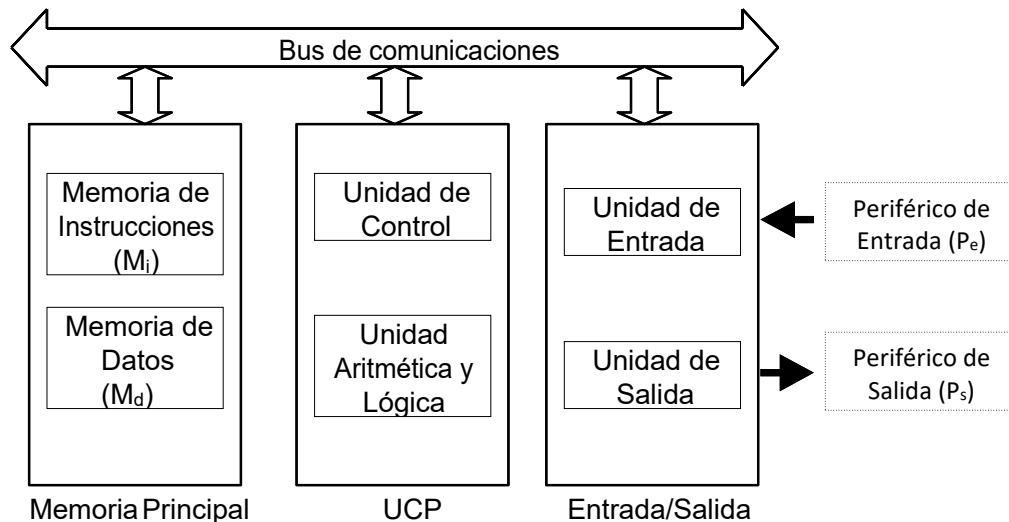 Bus de comunicaciones
Memoria de
Instrucciones
(Mi)
Memoria de
Datos
(Md)
Memoria Principal
Unidad de
Control
Unidad
Aritmética y
Lógica
UCP
Unidad de
Entrada
Unidad de
Salida
Entrada/Salida
Periférico de
Entrada (Pe)
Periférico de
Salida (Ps)